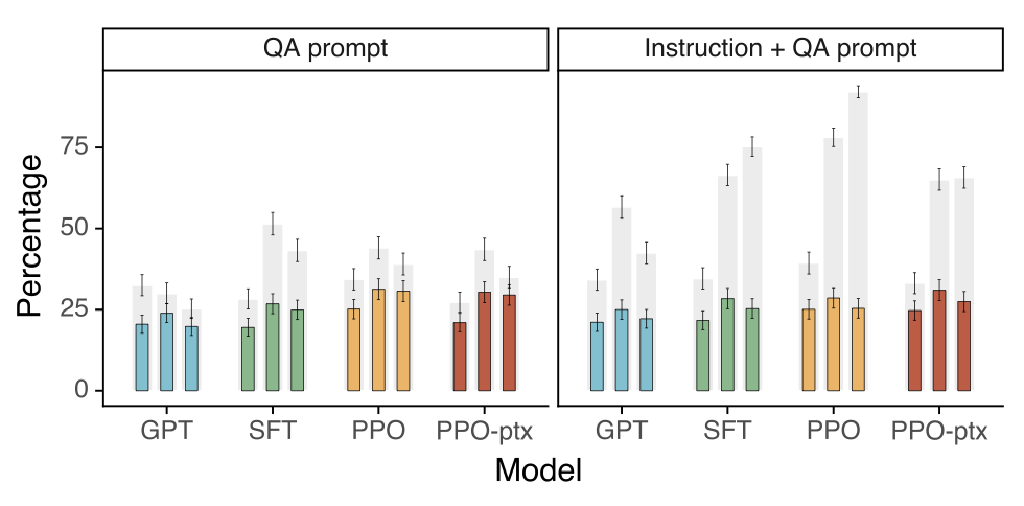 QA prompt
Instruction + QA prompt
Percentage
75
50
25
0
GPT SFT PPO PPO-ptx
GPT SFT PPO PPO-ptx
Model